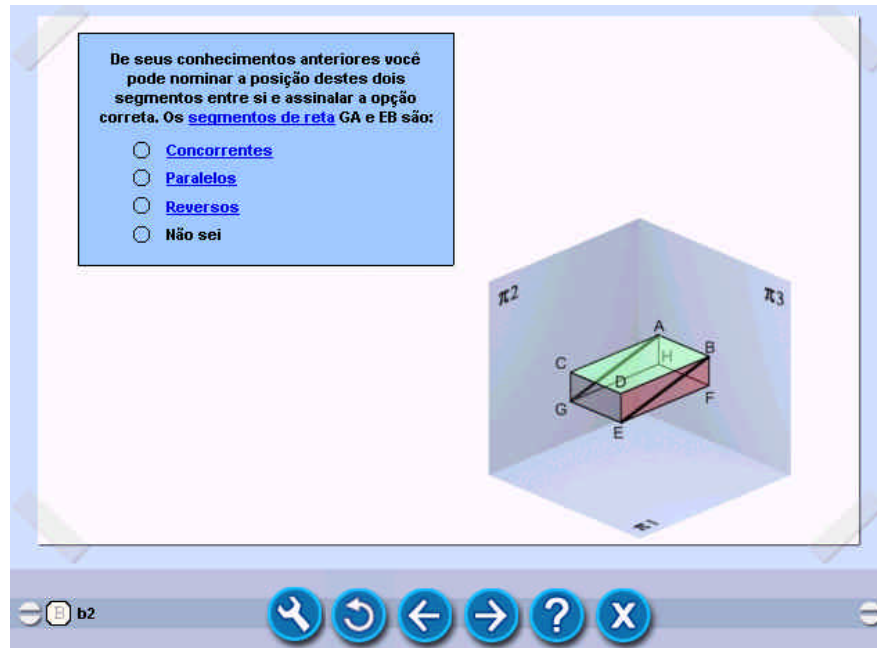 De seus conhecimentos anteriores você
pode nominar a posição destes dois
segmentos entre si e assinalar a opção
correta. Os segmentos de reta GA e EB são:
Concorrentes
Paralelos
Reversos
Não sei
π2
π3
A
B
C
H
D
F
G
E
π1
B b2
?
X